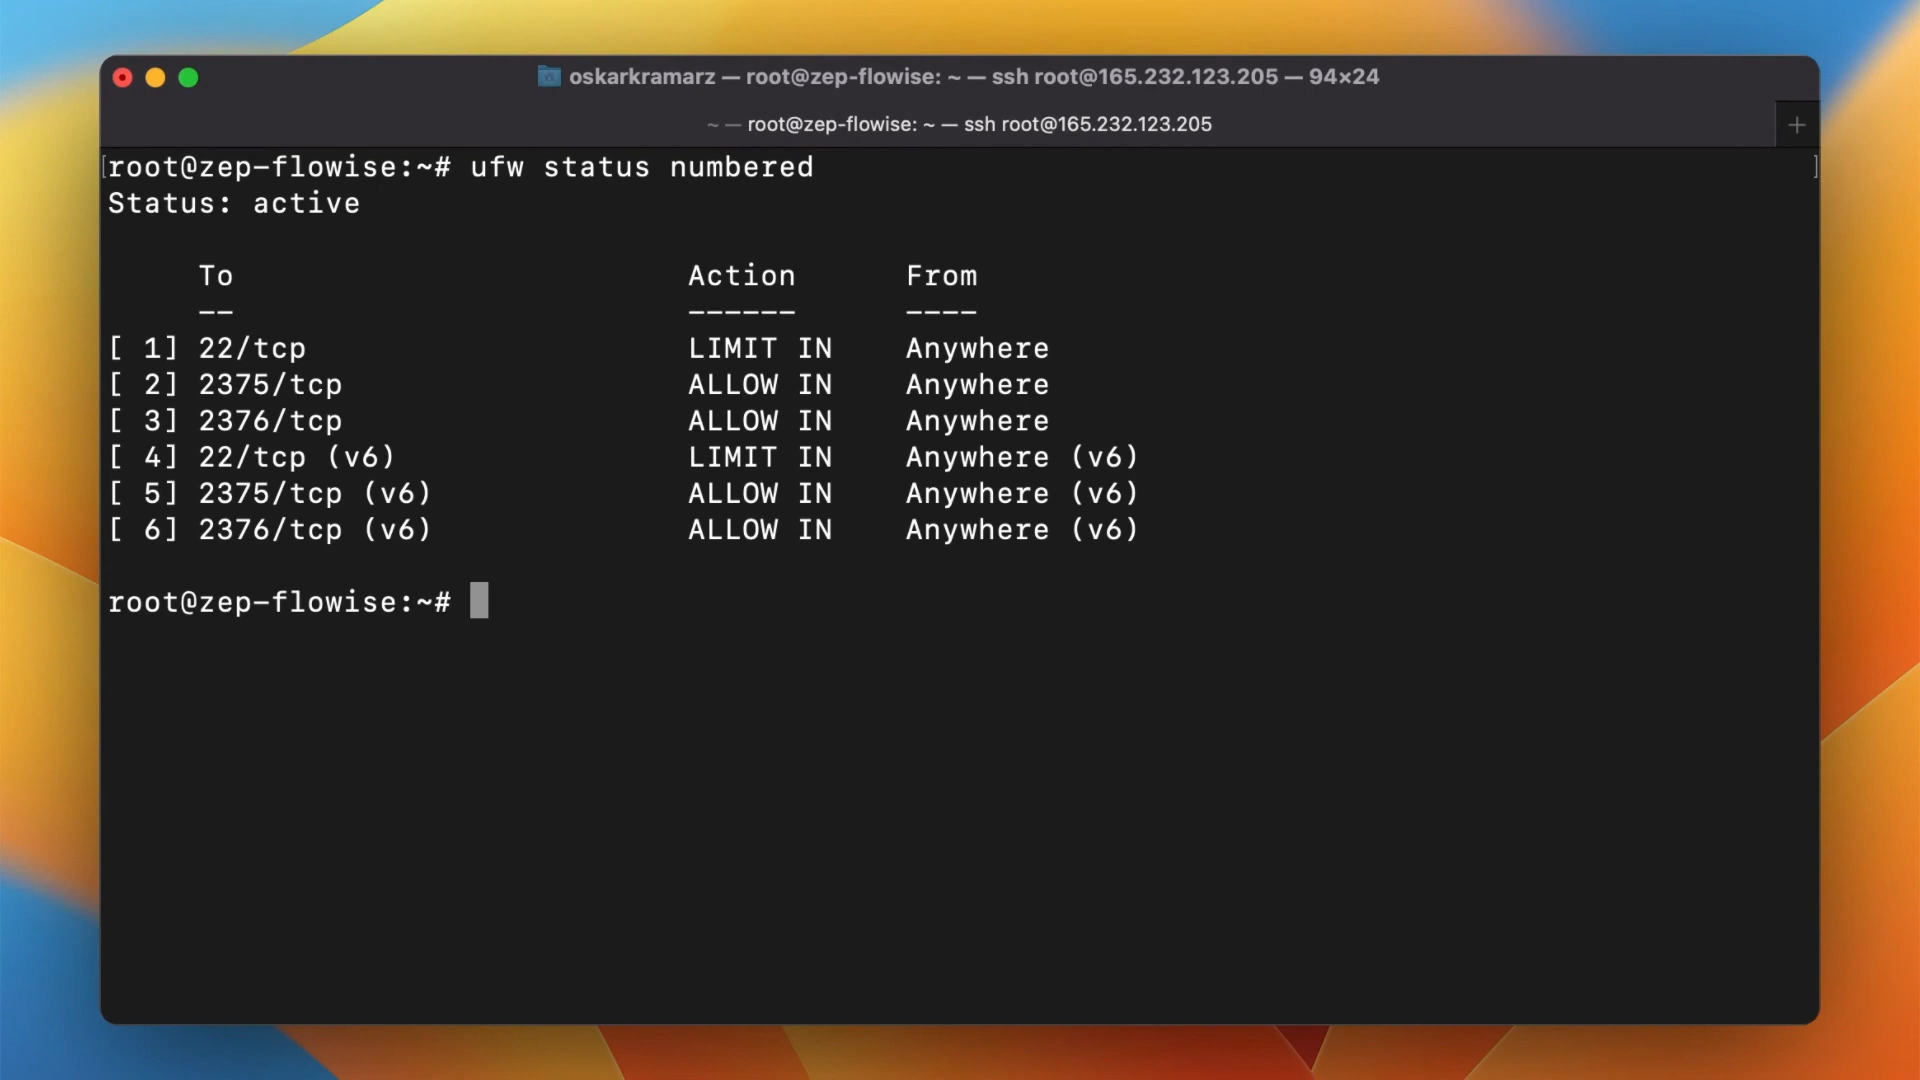 oskarkramarz — root@zep-flowise: ~ — ssh root@165.232.123.205 — 94×24
~ — root@zep-flowise: ~ — ssh root@165.232.123.205 +
[root@zep-flowise:~# ufw status numbered ]
Status: active
To Action From
-- ------ ----
[ 1] 22/tcp LIMIT IN Anywhere
[ 2] 2375/tcp ALLOW IN Anywhere
[ 3] 2376/tcp ALLOW IN Anywhere
[ 4] 22/tcp (v6) LIMIT IN Anywhere (v6)
[ 5] 2375/tcp (v6) ALLOW IN Anywhere (v6)
[ 6] 2376/tcp (v6) ALLOW IN Anywhere (v6)
root@zep-flowise:~#